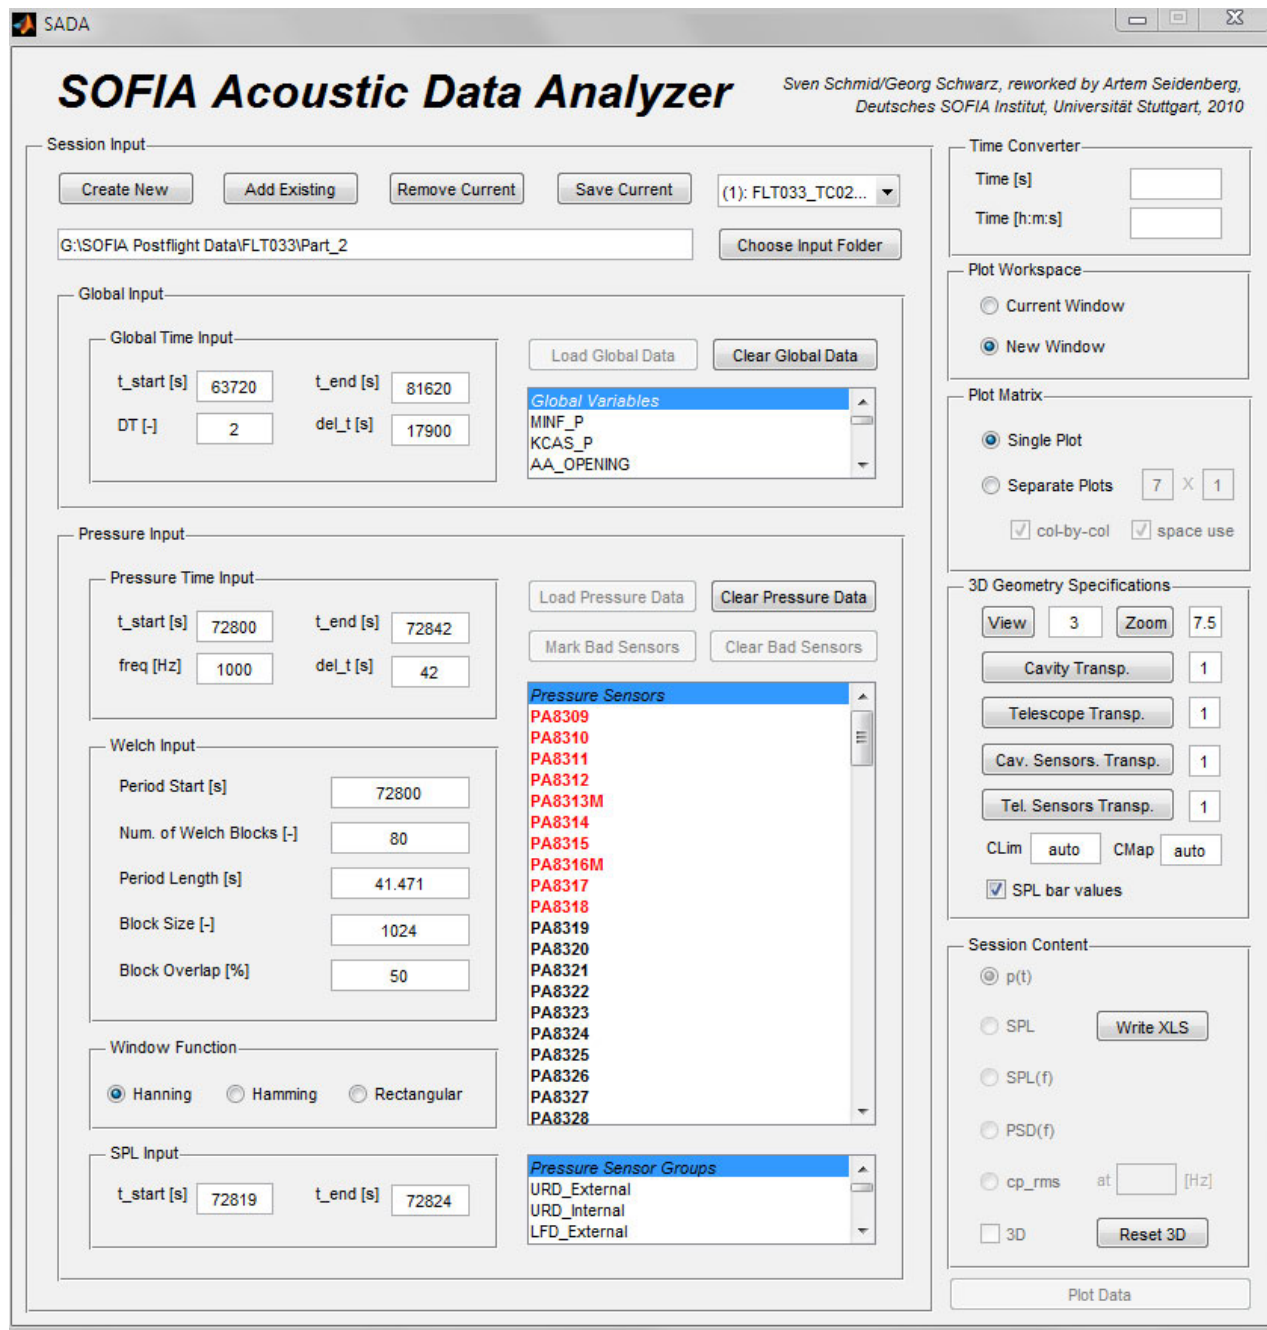 SADA
SOFIA Acoustic Data Analyzer
Sven Schmid/Georg Schwarz, reworked by Artem Seidenberg,
Deutsches SOFIA Institut, Universität Stuttgart, 2010
Session Input
Create New Add Existing Remove Current Save Current (1): FLT033_TC02...
G:\SOFIA Postflight Data\FLT033\Part_2 Choose Input Folder
Global Input
Global Time Input
t_start [s] 63720 t_end [s] 81620
DT [-] 2 del_t [s] 17900
Load Global Data Clear Global Data
Global Variables
MINF_P
KCAS_P
AA_OPENING
Pressure Input
Pressure Time Input
t_start [s] 72800 t_end [s] 72842
freq [Hz] 1000 del_t [s] 42
Load Pressure Data Clear Pressure Data
Mark Bad Sensors Clear Bad Sensors
Pressure Sensors
PA8309
PA8310
PA8311
PA8312
PA8313M
PA8314
PA8315
PA8316M
PA8317
PA8318
PA8319
PA8320
PA8321
PA8322
PA8323
PA8324
PA8325
PA8326
PA8327
PA8328
Welch Input
Period Start [s] 72800
Num. of Welch Blocks [-] 80
Period Length [s] 41.471
Block Size [-] 1024
Block Overlap [%] 50
Window Function
Hanning Hamming Rectangular
SPL Input
t_start [s] 72819 t_end [s] 72824
Pressure Sensor Groups
URD_External
URD_Internal
LFD_External
Time Converter
Time [s]
Time [h:m:s]
Plot Workspace
Current Window
New Window
Plot Matrix
Single Plot
Separate Plots 7 X 1
col-by-col space use
3D Geometry Specifications
View 3 Zoom 7.5
Cavity Transp. 1
Telescope Transp. 1
Cav. Sensors. Transp. 1
Tel. Sensors Transp. 1
CLim auto CMap auto
SPL bar values
Session Content
p(t)
SPL Write XLS
SPL(f)
PSD(f)
cp_rms at [Hz]
3D Reset 3D
Plot Data